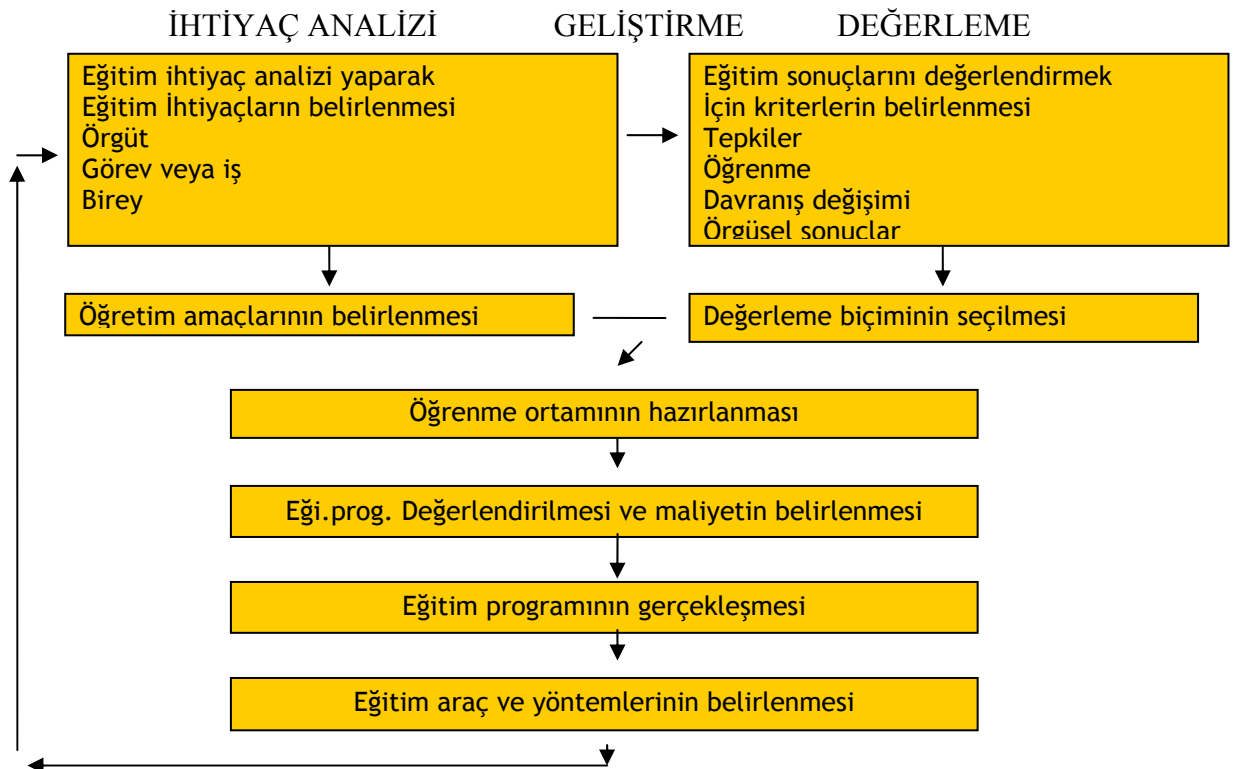 İHTİYAÇ ANALİZİ GELİŞTİRME DEĞERLEME
Eğitim ihtiyaç analizi yaparak
Eğitim İhtiyaçların belirlenmesi
Örgüt
Görev veya iş
Birey
Eğitim sonuçlarını değerlendirmek
İçin kriterlerin belirlenmesi
Tepkiler
Öğrenme
Davranış değişimi
Örgüsel sonuçlar
Öğretim amaçlarının belirlenmesi
Değerleme biçiminin seçilmesi
Öğrenme ortamının hazırlanması
Eği.prog. Değerlendirilmesi ve maliyetin belirlenmesi
Eğitim programının gerçekleşmesi
Eğitim araç ve yöntemlerinin belirlenmesi